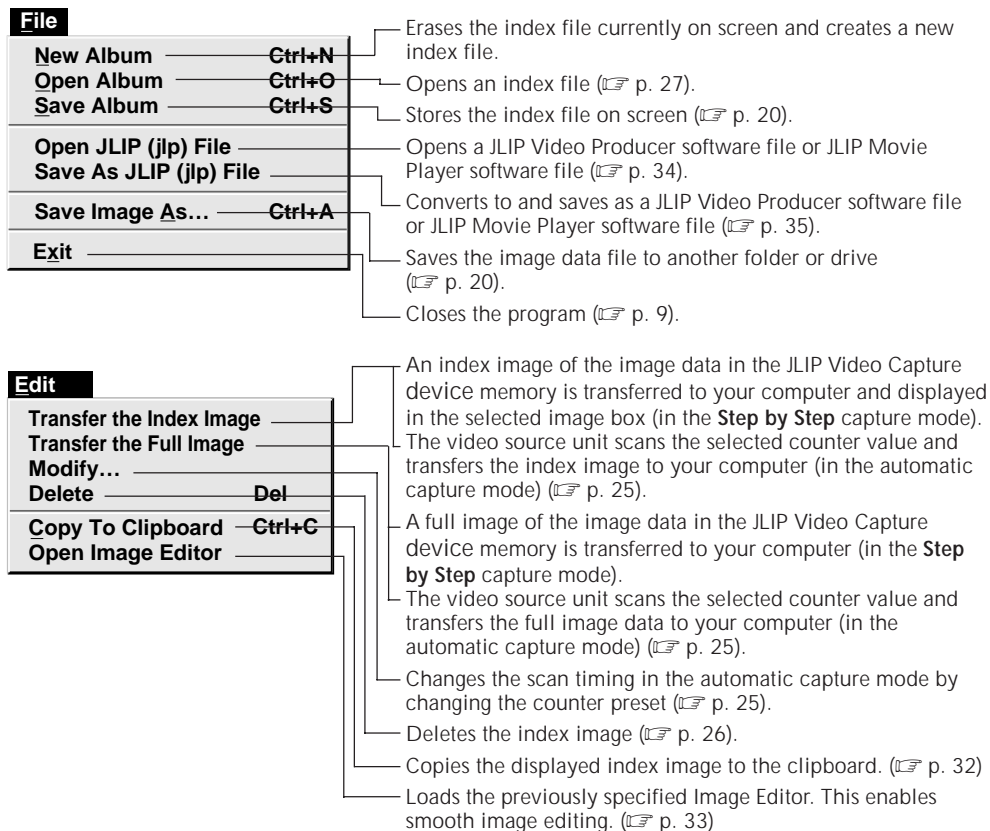 File
New Album Ctrl+N
Open Album Ctrl+O
Save Album Ctrl+S
Open JLIP (jlp) File
Save As JLIP (jlp) File
Save Image As... Ctrl+A
Exit
Erases the index file currently on screen and creates a new
index file.
Opens an index file (☞ p. 27).
Stores the index file on screen (☞ p. 20).
Opens a JLIP Video Producer software file or JLIP Movie
Player software file (☞ p. 34).
Converts to and saves as a JLIP Video Producer software file
or JLIP Movie Player software file (☞ p. 35).
Saves the image data file to another folder or drive
(☞ p. 20).
Closes the program (☞ p. 9).
Edit
Transfer the Index Image
Transfer the Full Image
Modify...
Delete Del
Copy To Clipboard Ctrl+C
Open Image Editor
An index image of the image data in the JLIP Video Capture
device memory is transferred to your computer and displayed
in the selected image box (in the Step by Step capture mode).
The video source unit scans the selected counter value and
transfers the index image to your computer (in the automatic
capture mode) (☞ p. 25).
A full image of the image data in the JLIP Video Capture
device memory is transferred to your computer (in the Step
by Step capture mode).
The video source unit scans the selected counter value and
transfers the full image data to your computer (in the
automatic capture mode) (☞ p. 25).
Changes the scan timing in the automatic capture mode by
changing the counter preset (☞ p. 25).
Deletes the index image (☞ p. 26).
Copies the displayed index image to the clipboard. (☞ p. 32)
Loads the previously specified Image Editor. This enables
smooth image editing. (☞ p. 33)